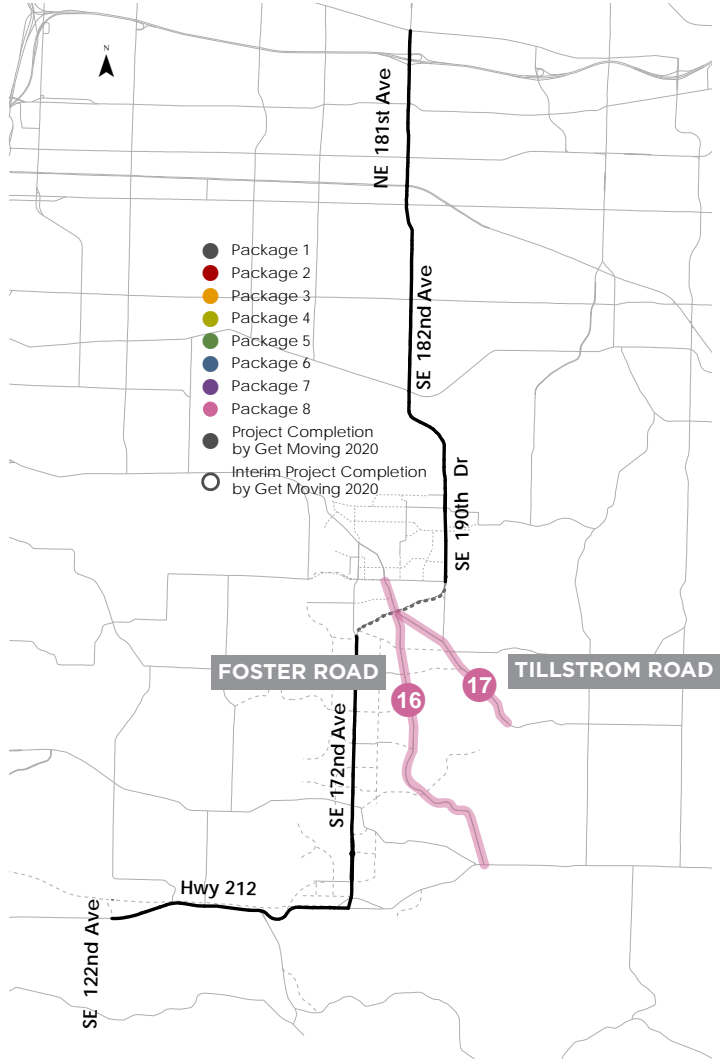 N
NE 181st Ave
Package 1
Package 2
Package 3
Package 4
Package 5
Package 6
Package 7
Package 8
Project Completion
by Get Moving 2020
Interim Project Completion
by Get Moving 2020
SE 182nd Ave
SE 190th Dr
FOSTER ROAD
TILLSTROM ROAD
16
17
SE 172nd Ave
Hwy 212
SE 122nd Ave